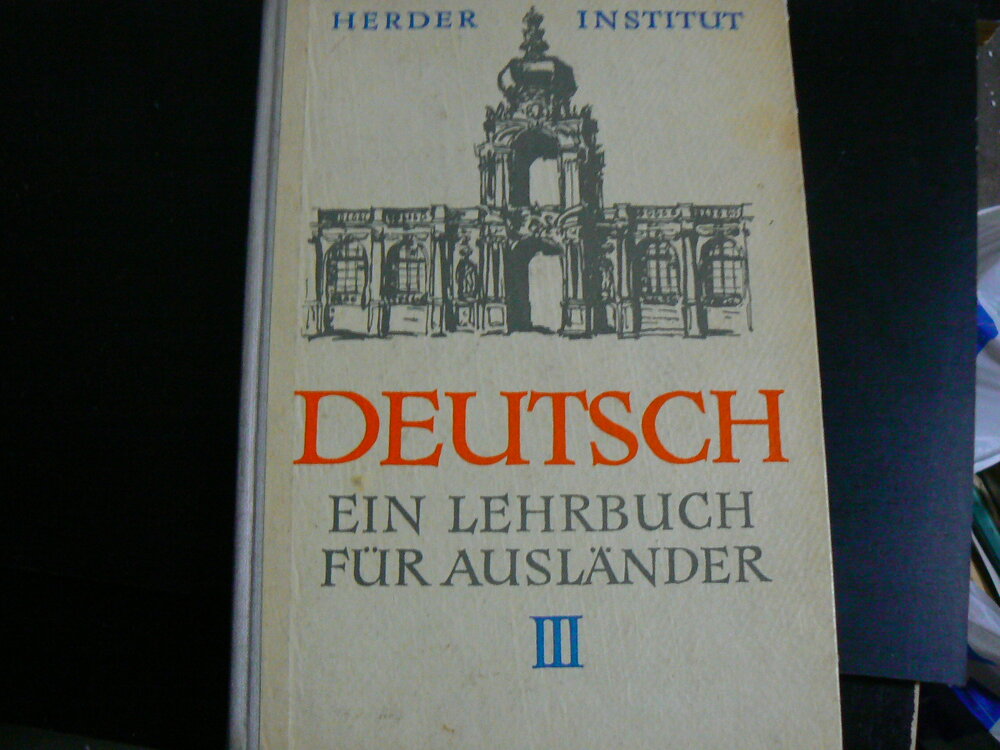 HERDER INSTITUT
DEUTSCH
EIN LEHRBUCH
FÜR AUSLÄNDER
III